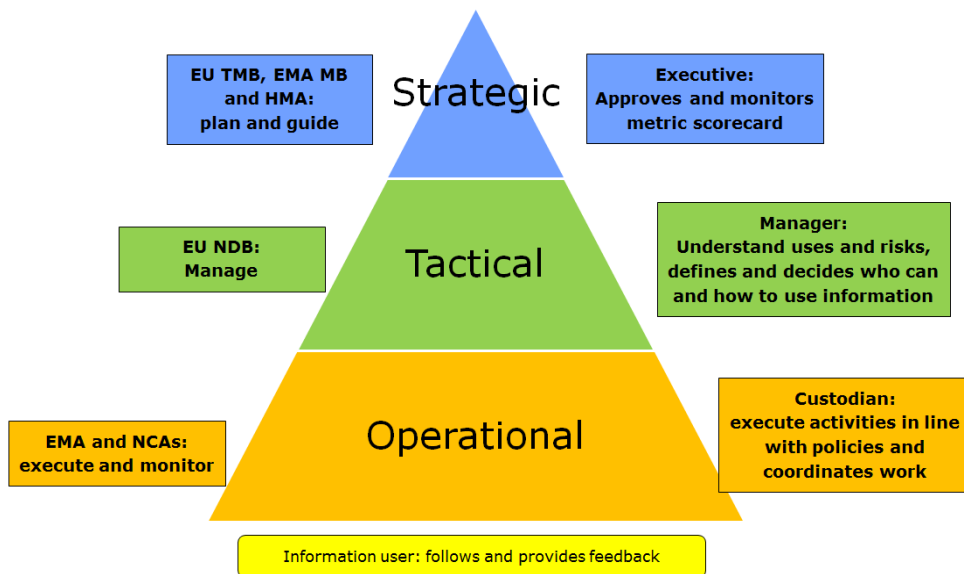 EU TMB, EMA MB
and HMA:
plan and guide
Strategic
Executive:
Approves and monitors
metric scorecard
EU NDB:
Manage
Tactical
Manager:
Understand uses and risks,
defines and decides who can
and how to use information
EMA and NCAs:
execute and monitor
Operational
Custodian:
execute activities in line
with policies and
coordinates work
Information user: follows and provides feedback